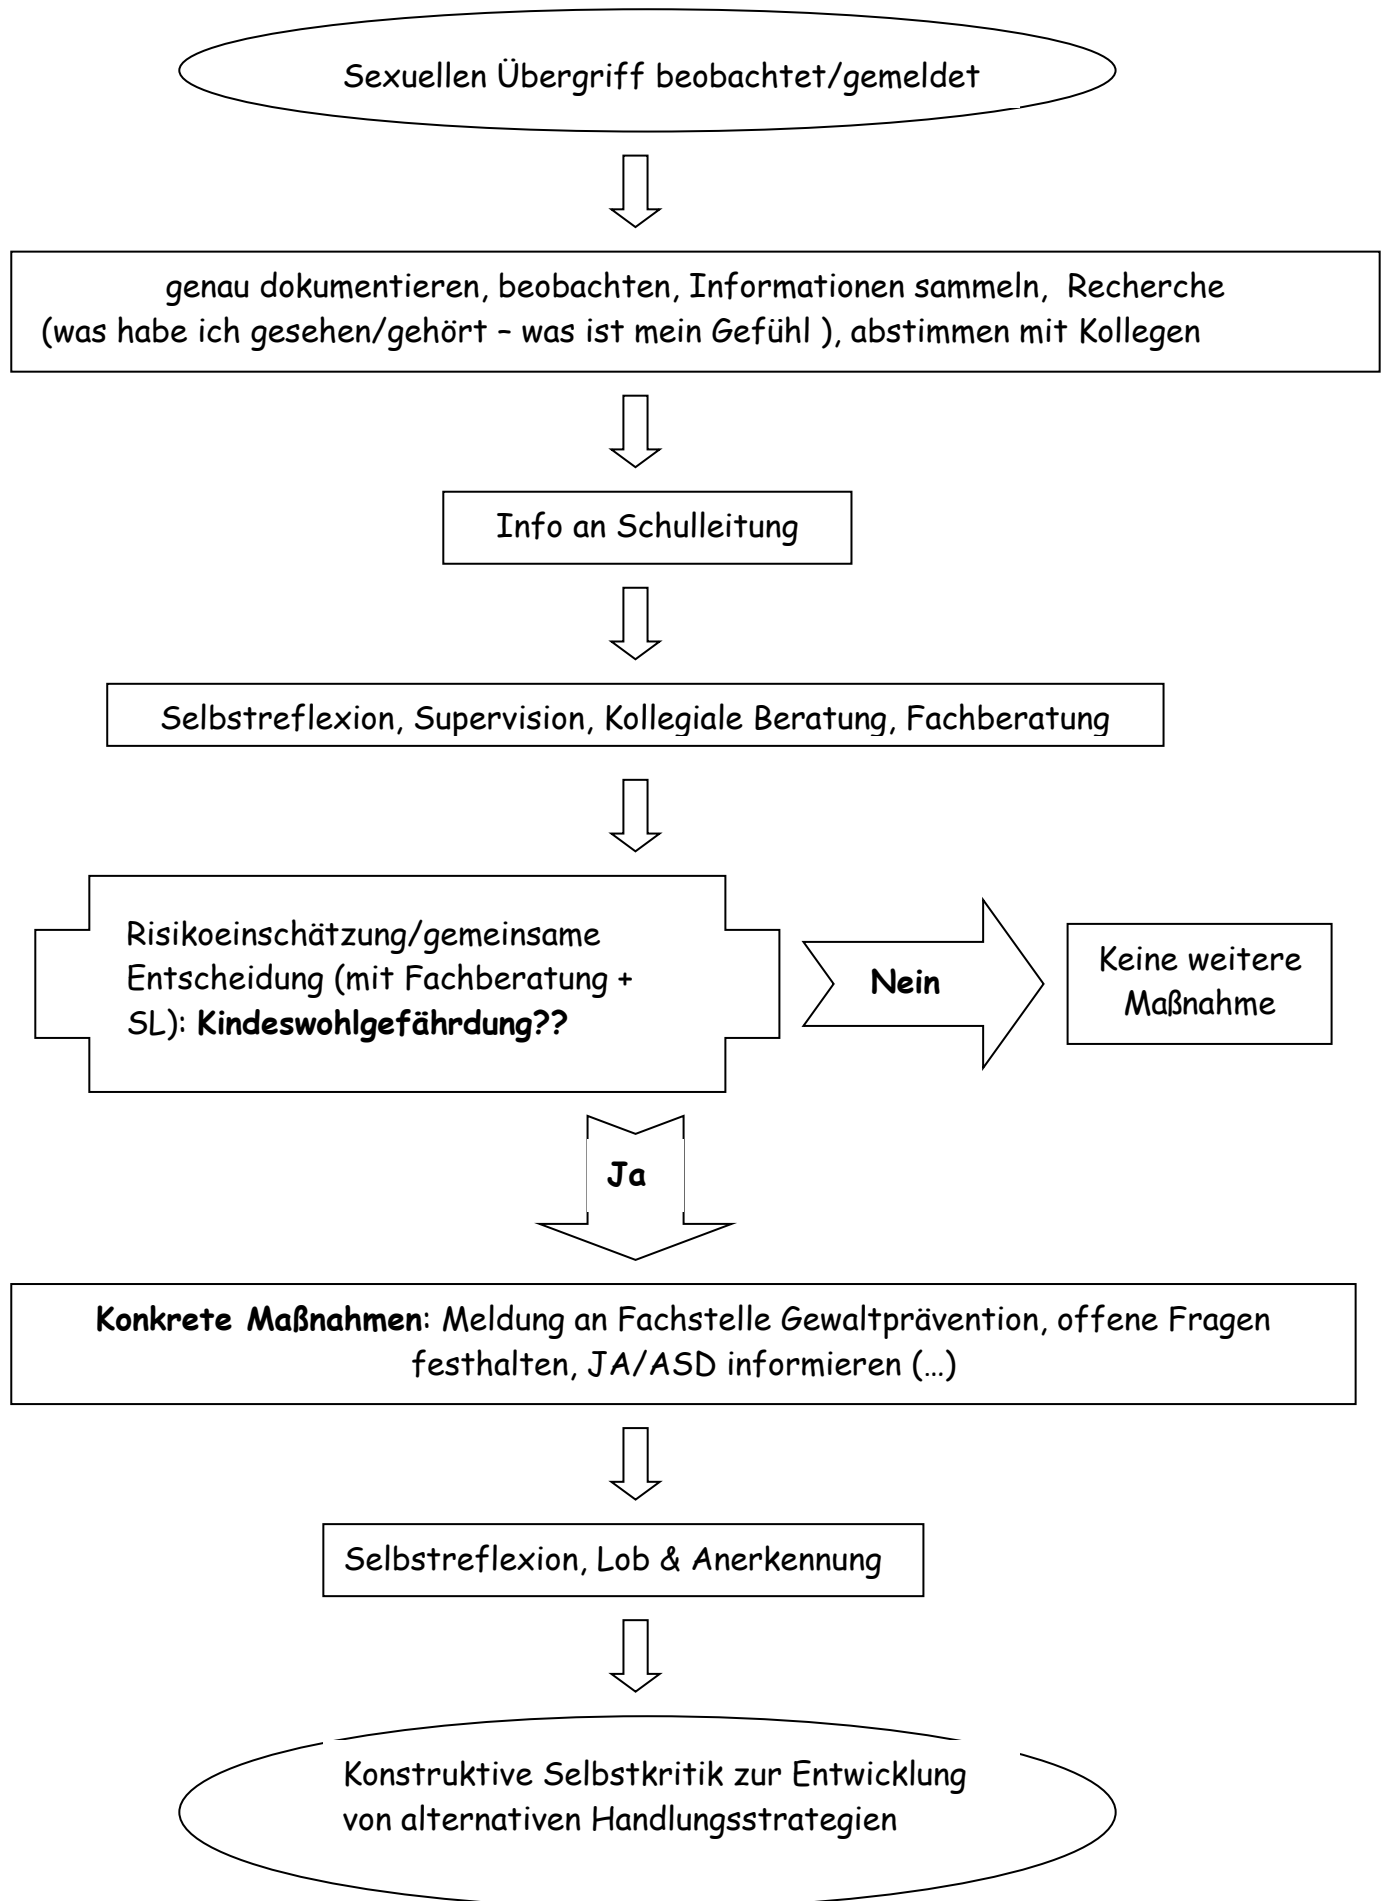 Sexuellen Übergriff beobachtet/gemeldet
genau dokumentieren, beobachten, Informationen sammeln, Recherche
(was habe ich gesehen/gehört – was ist mein Gefühl ), abstimmen mit Kollegen
Info an Schulleitung
Selbstreflexion, Supervision, Kollegiale Beratung, Fachberatung
Risikoeinschätzung/gemeinsame
Entscheidung (mit Fachberatung +
SL): Kindeswohlgefährdung??
Nein
Keine weitere
Maßnahme
Ja
Konkrete Maßnahmen: Meldung an Fachstelle Gewaltprävention, offene Fragen
festhalten, JA/ASD informieren (…)
Selbstreflexion, Lob & Anerkennung
Konstruktive Selbstkritik zur Entwicklung
von alternativen Handlungsstrategien